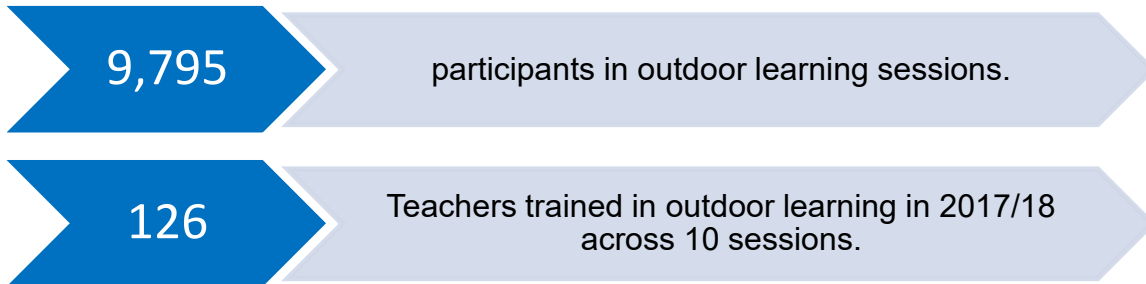 9,795
participants in outdoor learning sessions.
126
Teachers trained in outdoor learning in 2017/18
across 10 sessions.